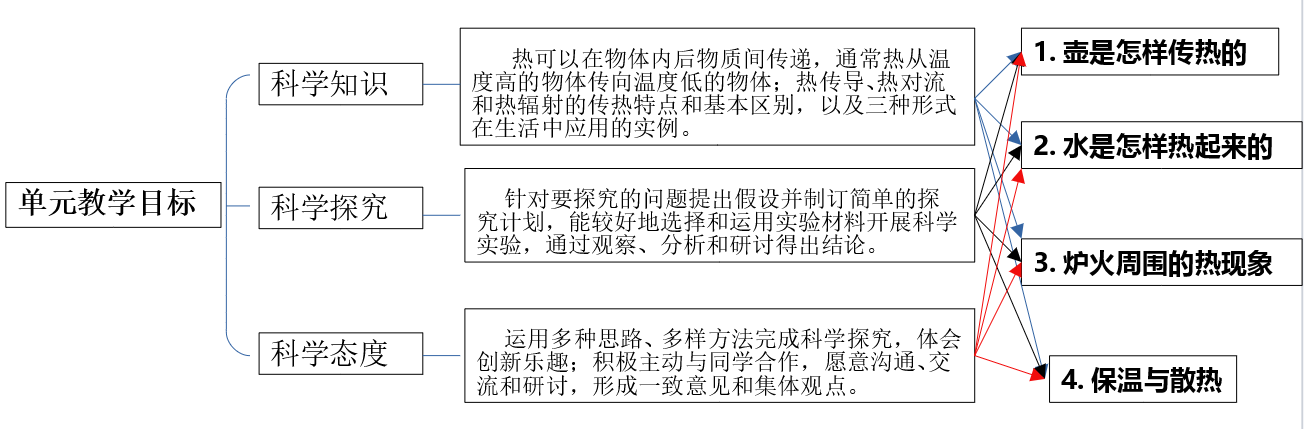 单元教学目标
科学知识
热可以在物体内后物质间传递，通常热从温
度高的物体传向温度低的物体；热传导、热对流
和热辐射的传热特点和基本区别，以及三种形式
在生活中应用的实例。
科学探究
针对要探究的问题提出假设并制订简单的探
究计划，能较好地选择和运用实验材料开展科学
实验，通过观察、分析和研讨得出结论。
科学态度
运用多种思路、多样方法完成科学探究，体会
创新乐趣；积极主动与同学合作，愿意沟通、交
流和研讨，形成一致意见和集体观点。
1. 壶是怎样传热的
2. 水是怎样热起来的
3. 炉火周围的热现象
4. 保温与散热